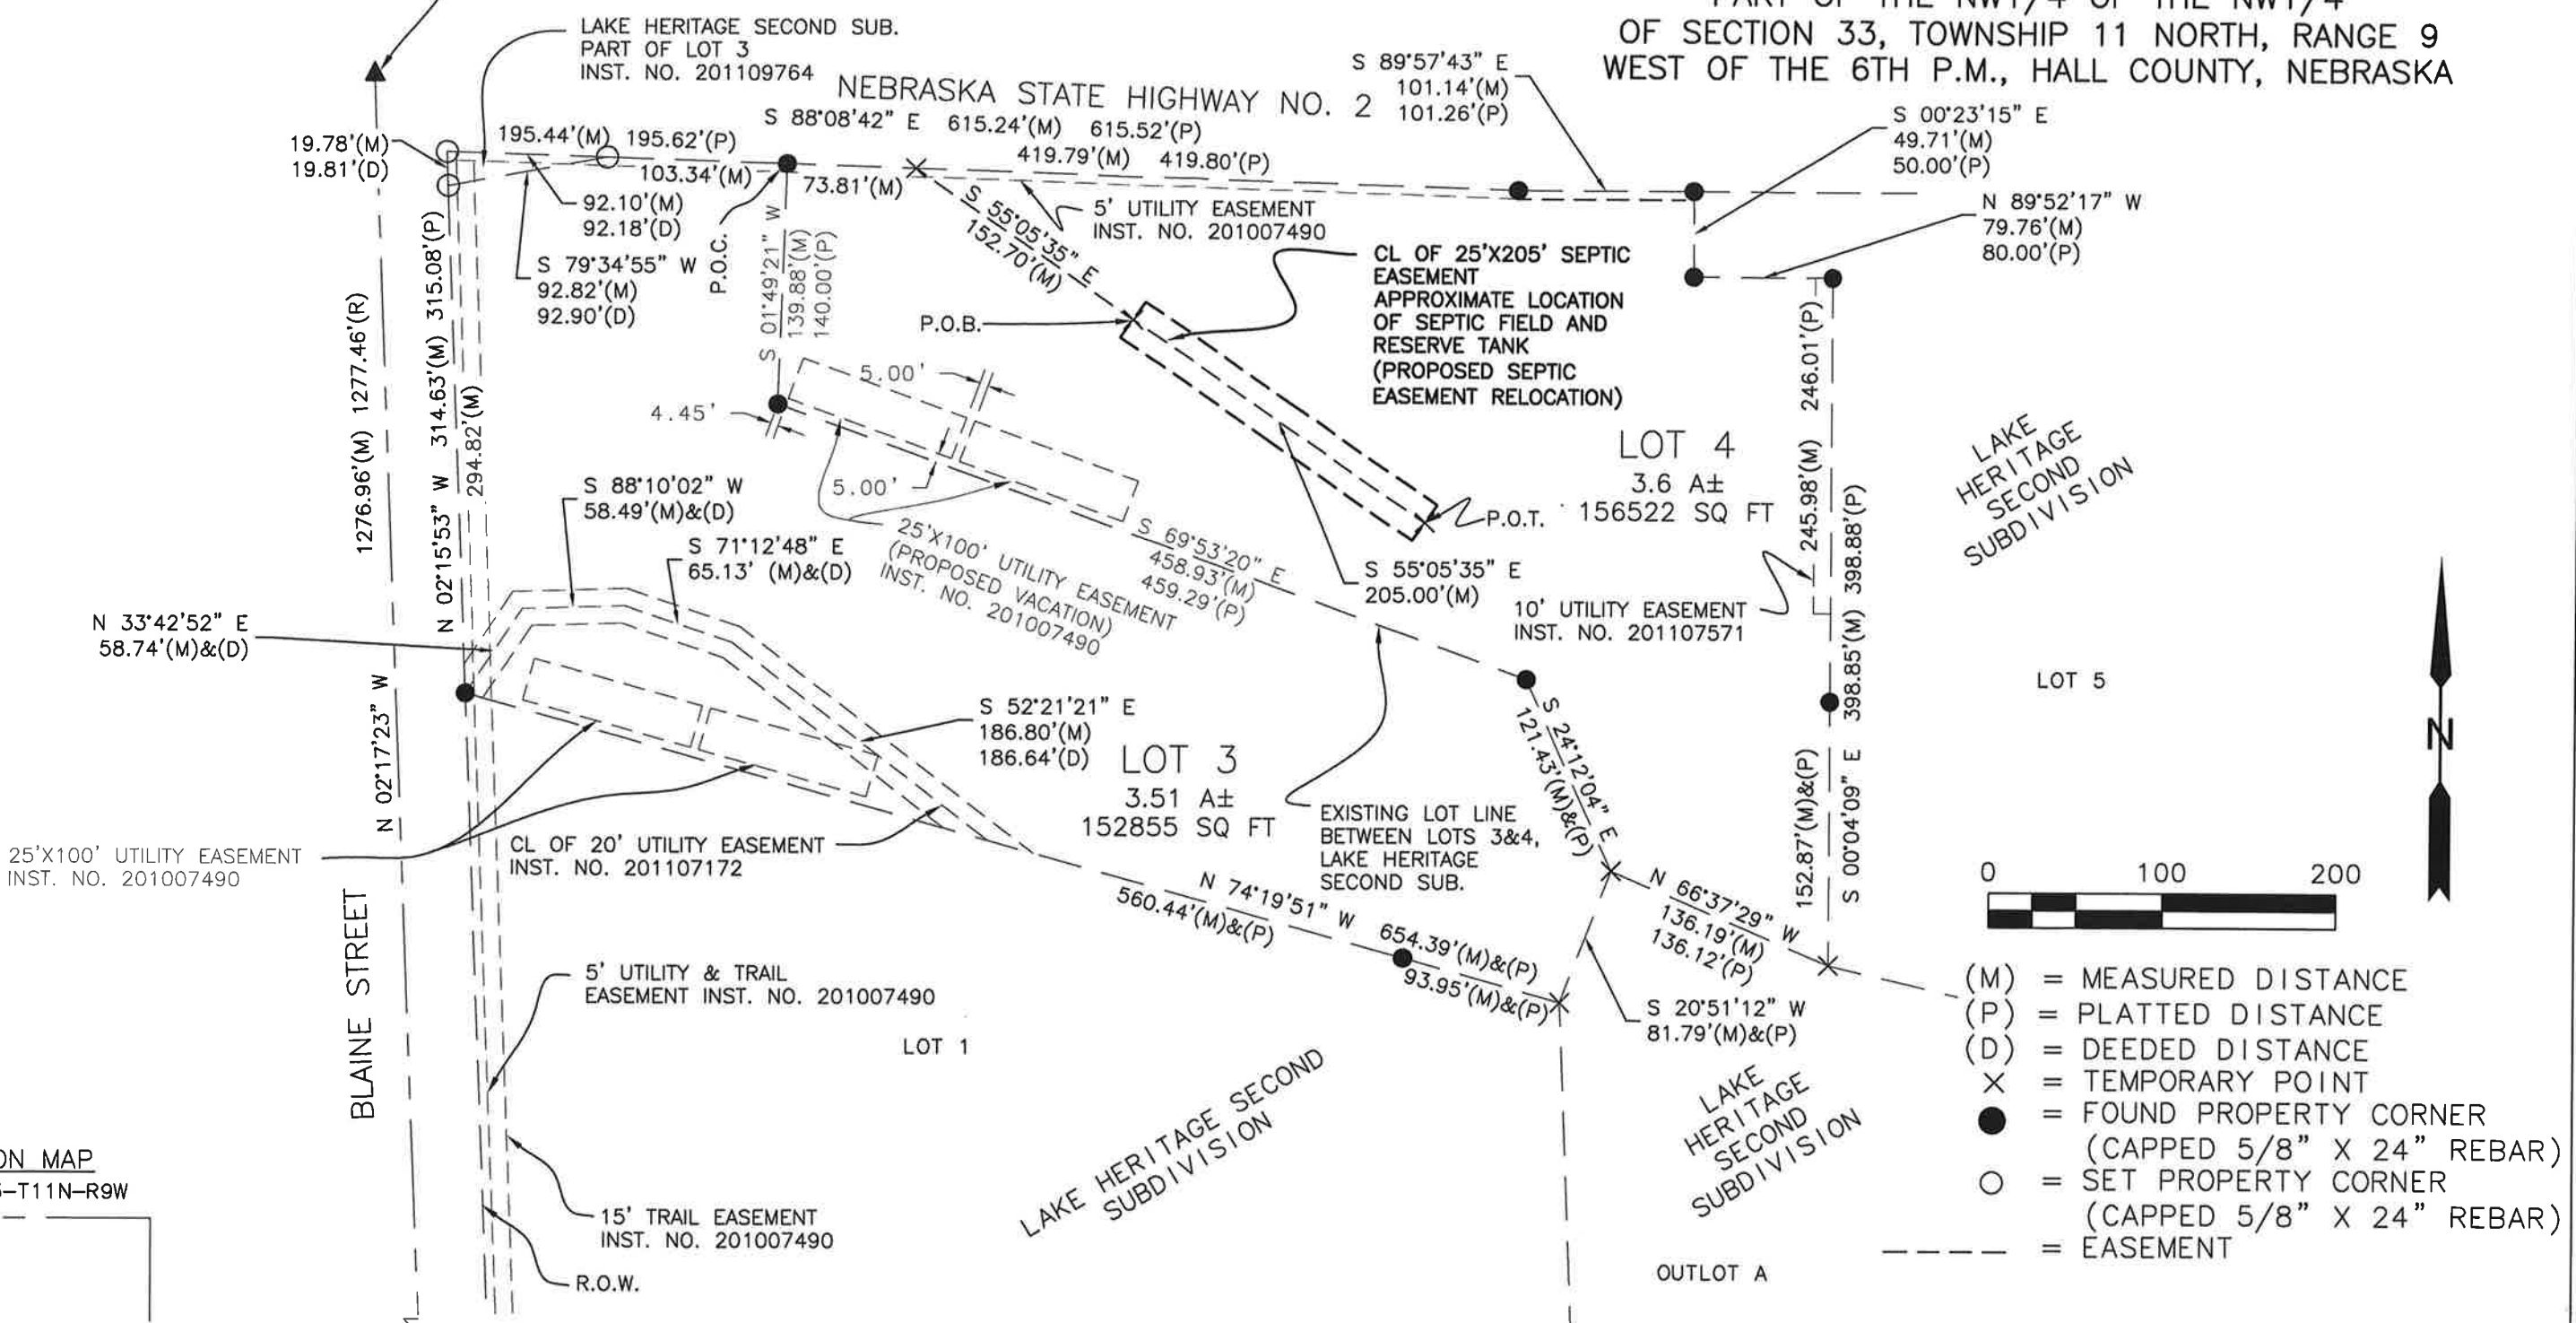 PART OF THE NW1/4 OF THE NW1/4
OF SECTION 33, TOWNSHIP 11 NORTH, RANGE 9
WEST OF THE 6TH P.M., HALL COUNTY, NEBRASKA
LAKE HERITAGE SECOND SUB.
PART OF LOT 3
INST. NO. 201109764
NEBRASKA STATE HIGHWAY NO. 2
S 89°57'43" E
101.14'(M)
101.26'(P)
S 00°23'15" E
49.71'(M)
50.00'(P)
19.78'(M)
19.81'(D)
195.44'(M) 195.62'(P)
S 88°08'42" E 615.24'(M) 615.52'(P)
419.79'(M) 419.80'(P)
103.34'(M)
73.81'(M)
92.10'(M)
92.18'(D)
S 79°34'55" W
92.82'(M)
92.90'(D)
P.O.C.
S 01°49'21" W
139.88'(M)
140.00'(P)
S 55°05'35" E
152.70'(M)
5' UTILITY EASEMENT
INST. NO. 201007490
N 89°52'17" W
79.76'(M)
80.00'(P)
CL OF 25'X205' SEPTIC
EASEMENT
APPROXIMATE LOCATION
OF SEPTIC FIELD AND
RESERVE TANK
(PROPOSED SEPTIC
EASEMENT RELOCATION)
P.O.B.
1276.96'(M) 1277.46'(R)
N 02°15'53" W 314.63'(M) 315.08'(P)
294.82'(M)
5.00'
4.45'
5.00'
LOT 4
3.6 A±
156522 SQ FT
P.O.T.
245.98'(M) 246.01'(P)
398.85'(M) 398.88'(P)
LAKE
HERITAGE
SECOND
SUBDIVISION
S 88°10'02" W
58.49'(M)&(D)
S 71°12'48" E
65.13' (M)&(D)
25'X100' UTILITY EASEMENT
(PROPOSED VACATION)
INST. NO. 201007490
S 69°53'20" E
458.93'(M)
459.29'(P)
S 55°05'35" E
205.00'(M)
10' UTILITY EASEMENT
INST. NO. 201107571
N 33°42'52" E
58.74'(M)&(D)
N 02°17'23" W
LOT 5
N
S 52°21'21" E
186.80'(M)
186.64'(D)
LOT 3
3.51 A±
152855 SQ FT
S 24°12'04" E
121.43'(M)&(P)
152.87'(M)&(P)
S 00°04'09" E
EXISTING LOT LINE
BETWEEN LOTS 3&4,
LAKE HERITAGE
SECOND SUB.
25'X100' UTILITY EASEMENT
INST. NO. 201007490
CL OF 20' UTILITY EASEMENT
INST. NO. 201107172
N 74°19'51" W
560.44'(M)&(P)
654.39'(M)&(P)
93.95'(M)&(P)
N 66°37'29" W
136.19'(M)
136.12'(P)
S 20°51'12" W
81.79'(M)&(P)
0 100 200
BLAINE STREET
5' UTILITY & TRAIL
EASEMENT INST. NO. 201007490
LOT 1
LAKE HERITAGE SECOND
SUBDIVISION
LAKE
HERITAGE
SECOND
SUBDIVISION
OUTLOT A
15' TRAIL EASEMENT
INST. NO. 201007490
R.O.W.
ON MAP
-T11N-R9W
(M) = MEASURED DISTANCE
(P) = PLATTED DISTANCE
(D) = DEEDED DISTANCE
X = TEMPORARY POINT
● = FOUND PROPERTY CORNER
(CAPPED 5/8" X 24" REBAR)
○ = SET PROPERTY CORNER
(CAPPED 5/8" X 24" REBAR)
---- = EASEMENT